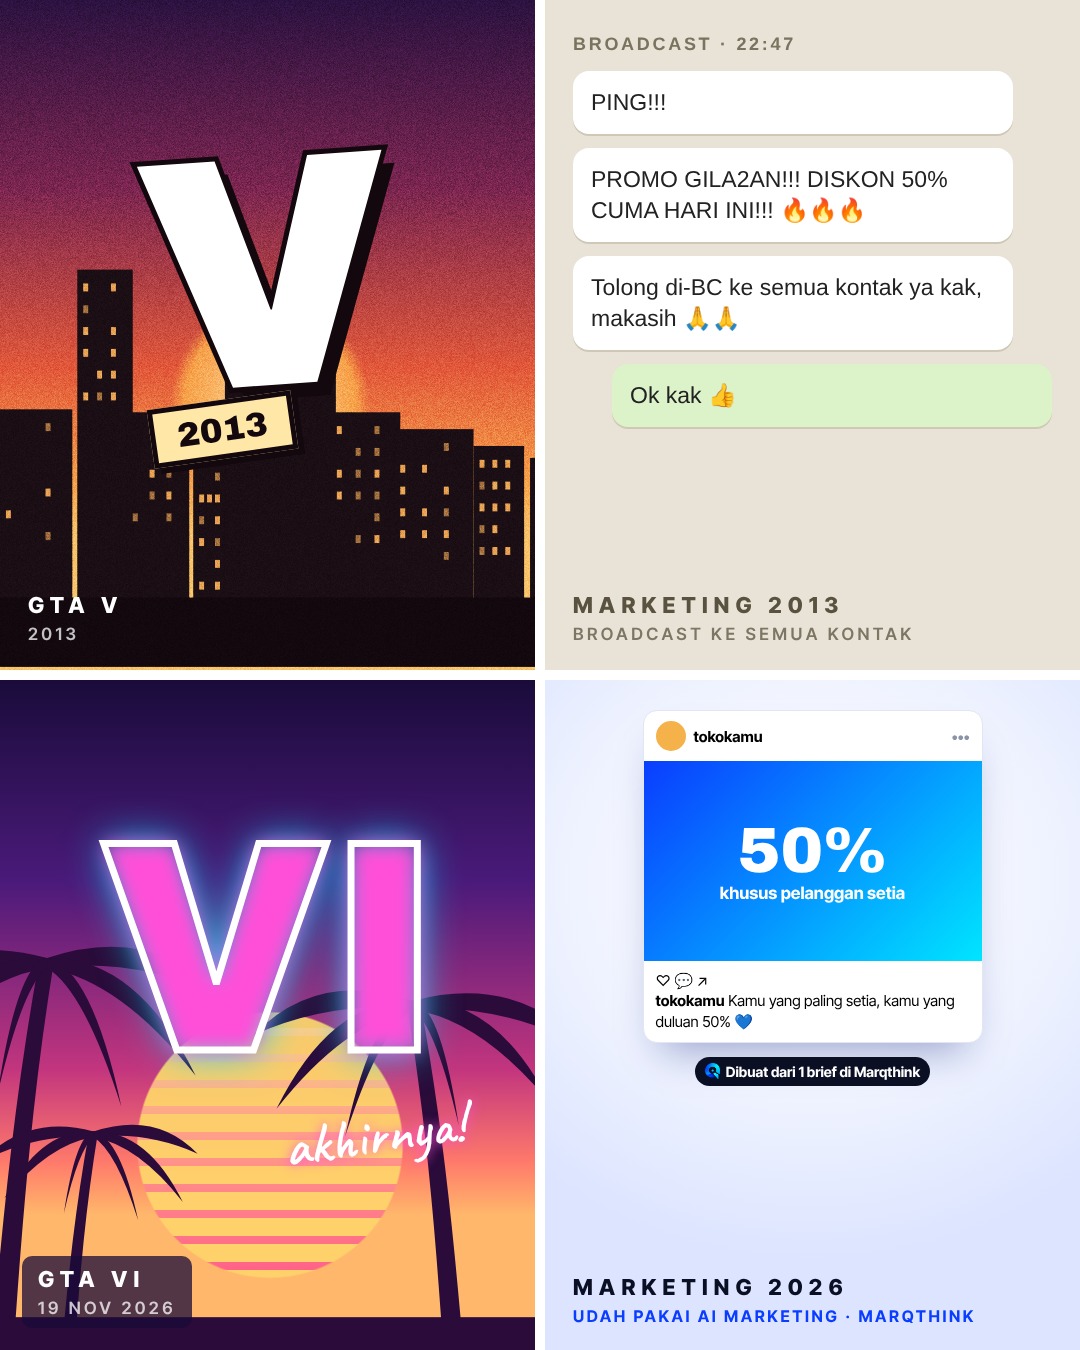 V
2013
GTA V
2013
BROADCAST · 22:47
PING!!!
PROMO GILA2AN!!! DISKON 50%
CUMA HARI INI!!! 🔥🔥🔥
Tolong di-BC ke semua kontak ya kak,
makasih 🙏🙏
Ok kak 👍
MARKETING 2013
BROADCAST KE SEMUA KONTAK
VI
akhirnya!
GTA VI
19 NOV 2026
tokokamu
50%
khusus pelanggan setia
tokokamu Kamu yang paling setia, kamu yang
duluan 50% 💙
Dibuat dari 1 brief di Marqthink
MARKETING 2026
UDAH PAKAI AI MARKETING · MARQTHINK